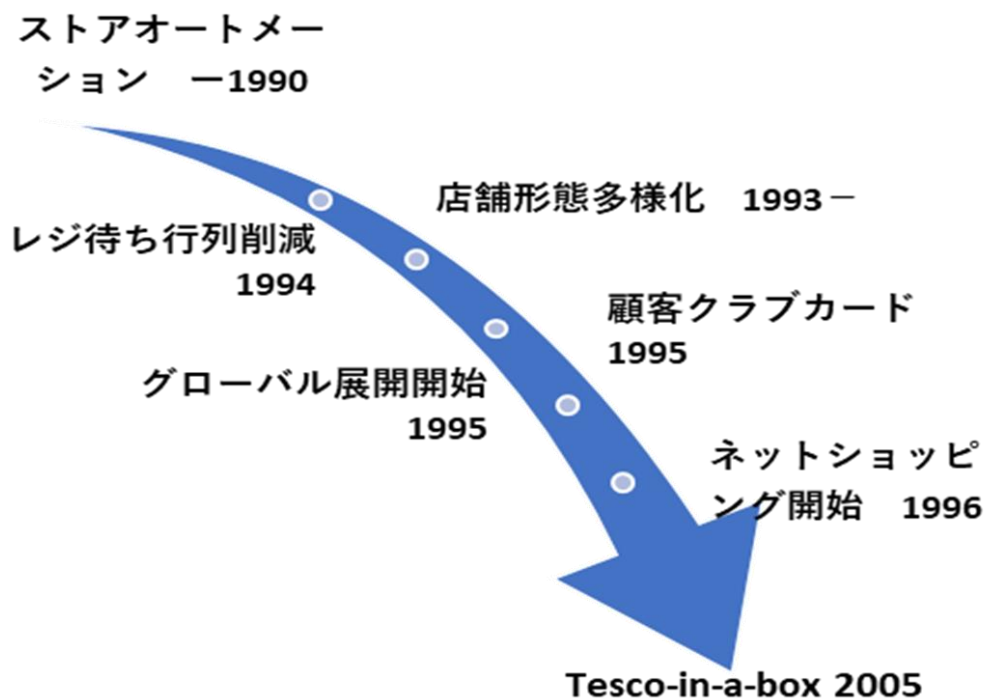 ストアオートメー
ション　ー1990
店舗形態多様化　1993－
レジ待ち行列削減
1994
顧客クラブカード
1995
グローバル展開開始
1995
ネットショッピ
ング開始　1996
Tesco-in-a-box 2005